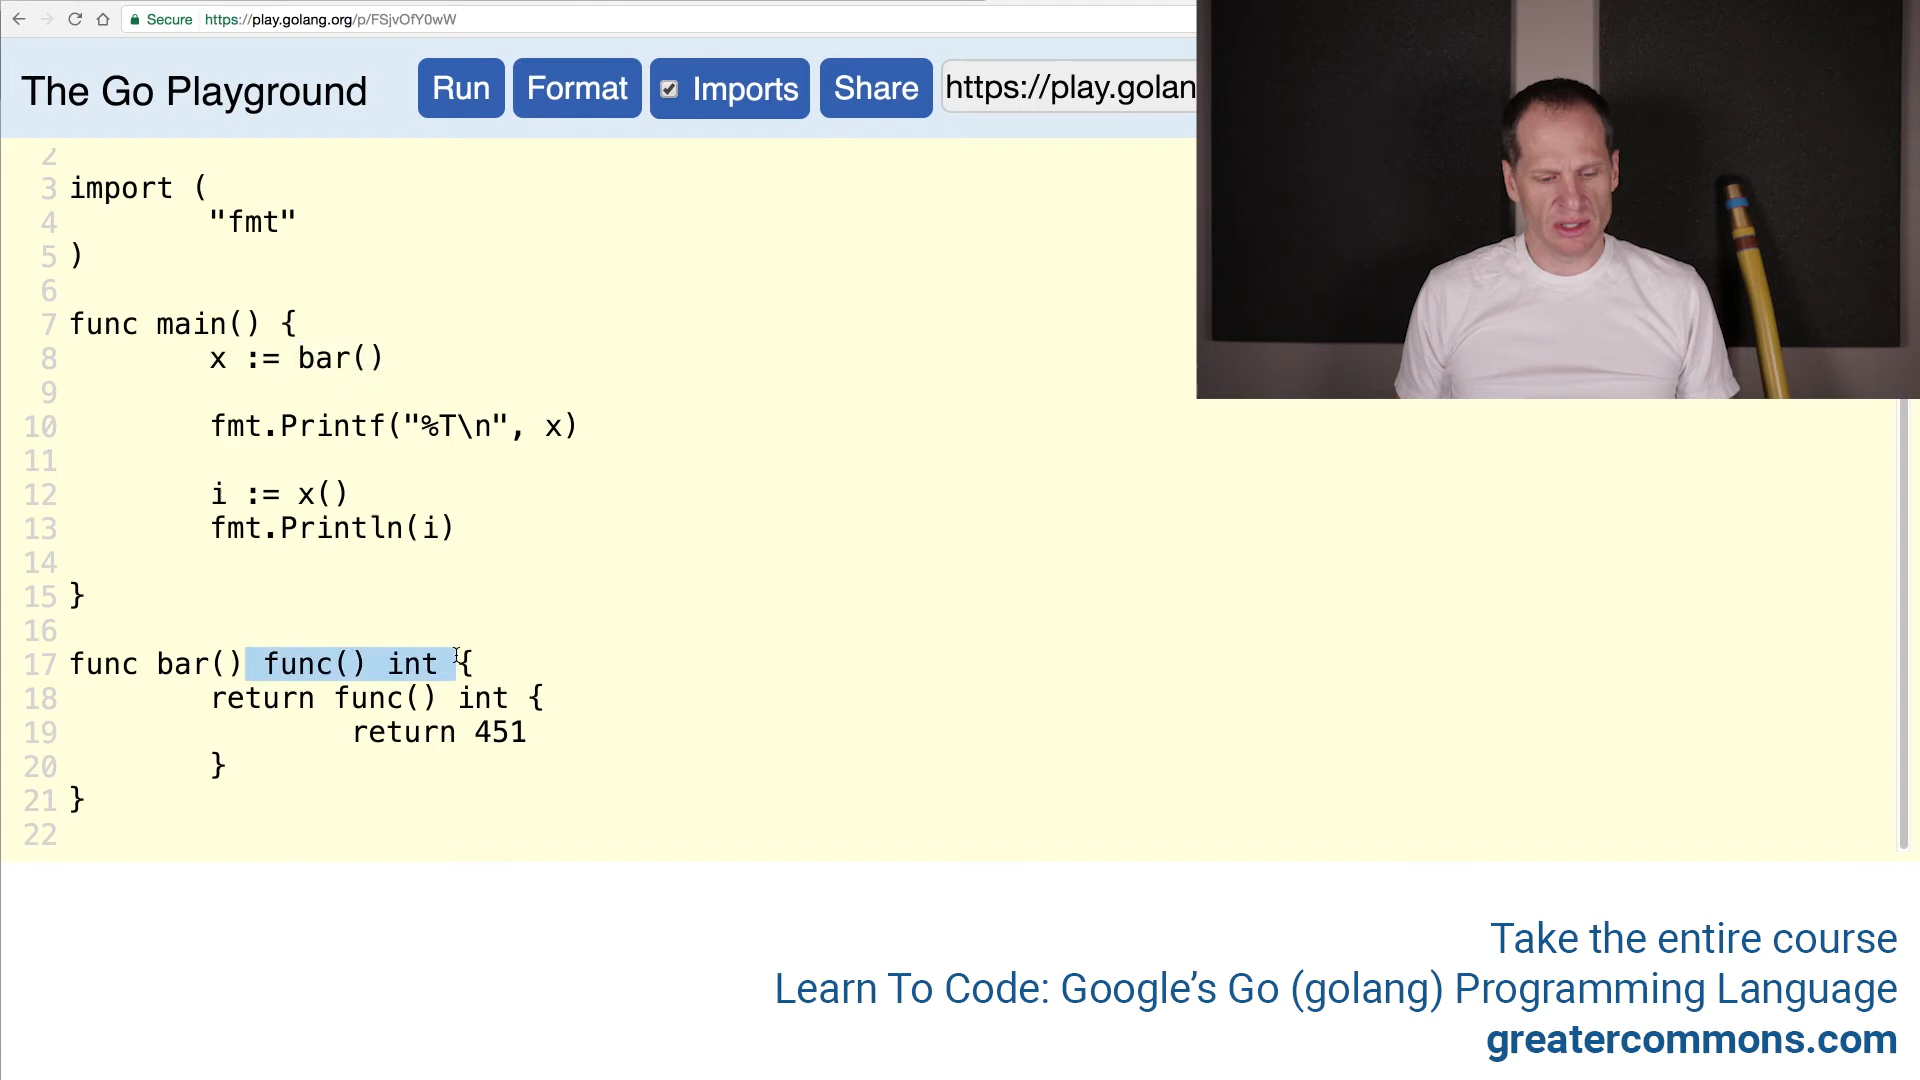 Secure https://play.golang.org/p/FSjvOfY0wW
The Go Playground Run Format Imports Share https://play.golan
2
3 import (
4 "fmt"
5 )
6
7 func main() {
8 x := bar()
9
10 fmt.Printf("%T\n", x)
11
12 i := x()
13 fmt.Println(i)
14
15 }
16
17 func bar() func() int {
18 return func() int {
19 return 451
20 }
21 }
22
Take the entire course
Learn To Code: Google’s Go (golang) Programming Language
greatercommons.com